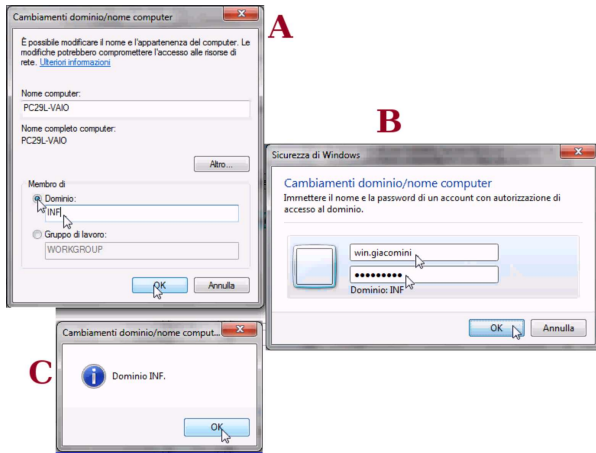 Cambiamenti dominio/nome computer
A
È possibile modificare il nome e l'appartenenza del computer. Le
modifiche potrebbero compromettere l'accesso alle risorse di
rete. Ulteriori informazioni
Nome computer:
PC29L-VAIO
Nome completo computer:
PC29L-VAIO
Altro...
Membro di
Dominio:
INF
Gruppo di lavoro:
WORKGROUP
OK Annulla
B
Sicurezza di Windows
Cambiamenti dominio/nome computer
Immettere il nome e la password di un account con autorizzazione di
accesso al dominio.
win.giacomini
•••••••••
Dominio: INF
OK Annulla
C
Cambiamenti dominio/nome comput...
Dominio INF.
OK